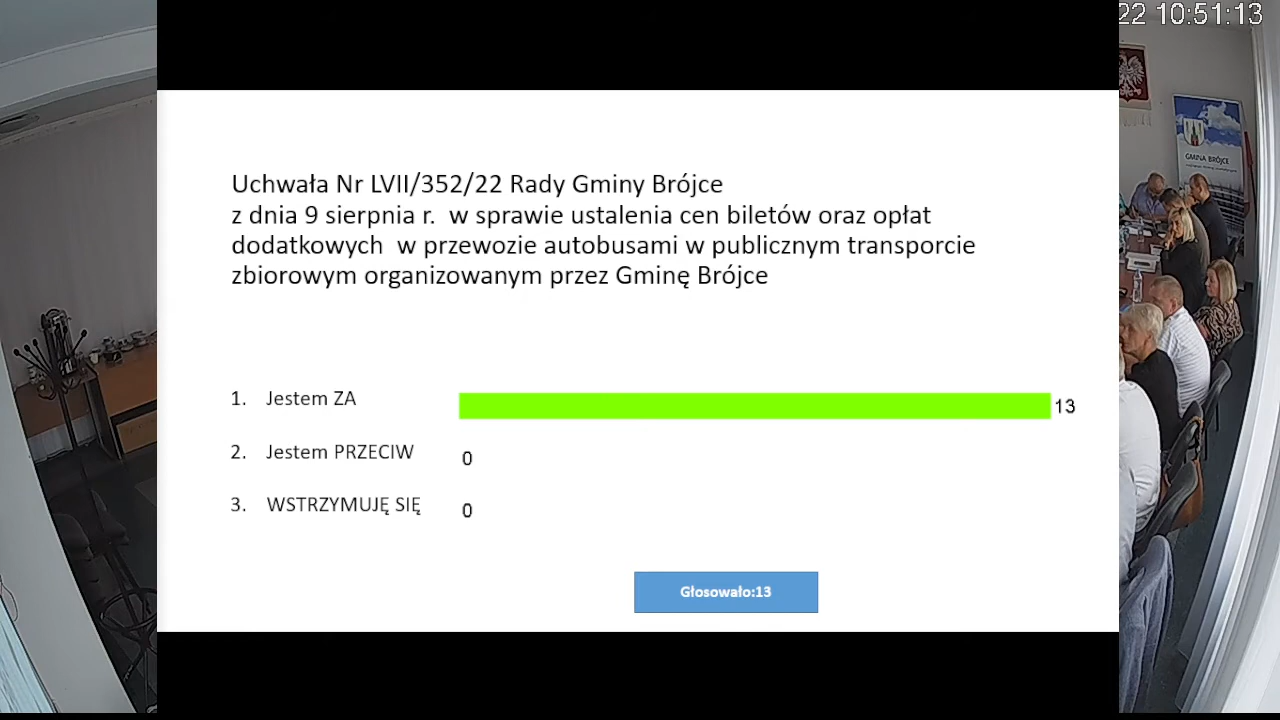 22 10:51:13
GMINA BRÓJCE
Uchwała Nr LVII/352/22 Rady Gminy Brójce
z dnia 9 sierpnia r.  w sprawie ustalenia cen biletów oraz opłat
dodatkowych  w przewozie autobusami w publicznym transporcie
zbiorowym organizowanym przez Gminę Brójce
1. Jestem ZA 13
2. Jestem PRZECIW 0
3. WSTRZYMUJĘ SIĘ 0
Głosowało:13